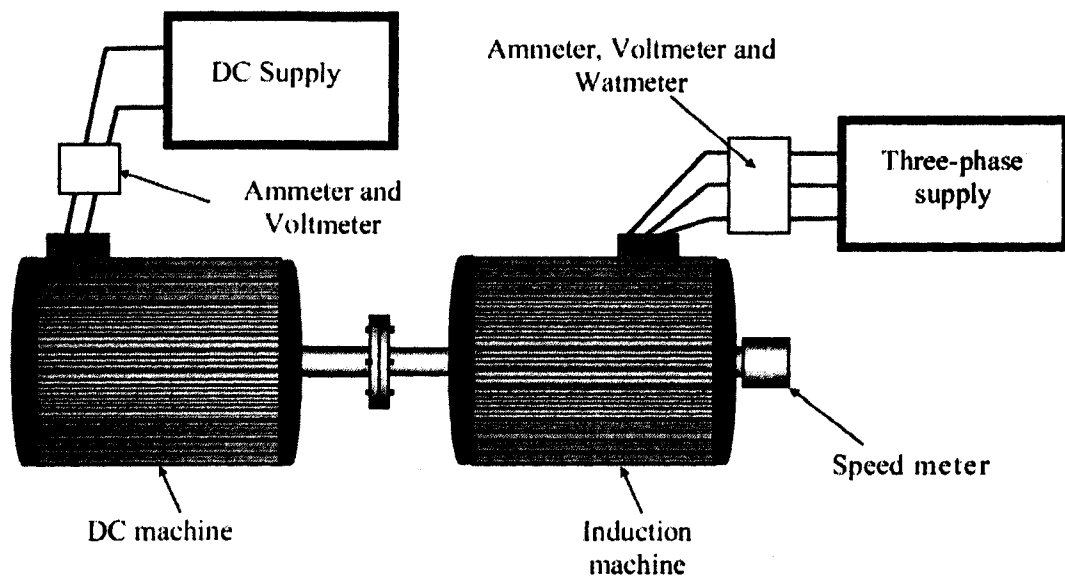 DC Supply
Ammeter and
Voltmeter
Ammeter, Voltmeter and
Watmeter
Three-phase
supply
Speed meter
DC machine
Induction
machine